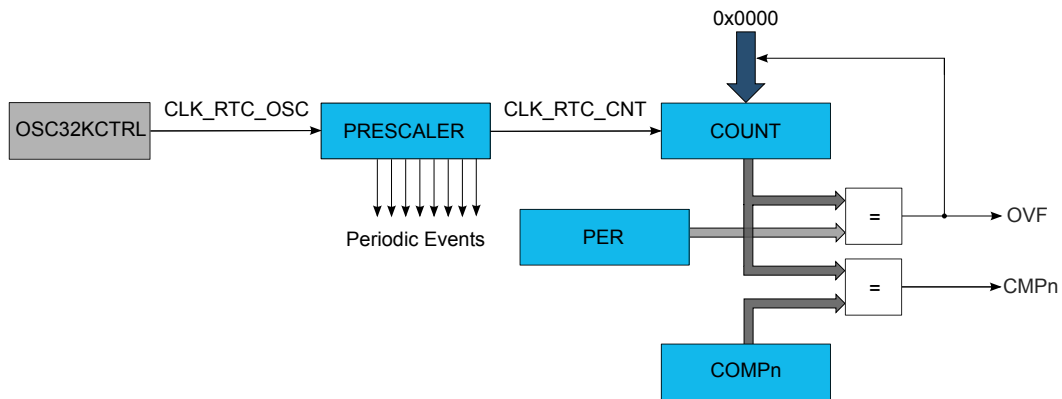 0x0000
CLK_RTC_OSC
CLK_RTC_CNT
OSC32KCTRL
PRESCALER
COUNT
=
OVF
Periodic Events
PER
=
CMPn
COMPn